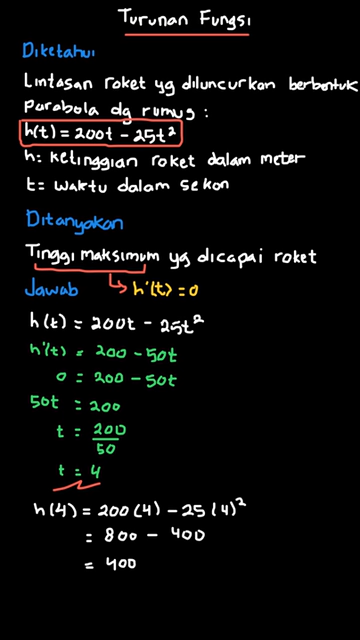 Turunan Fungsi
Diketahui
Lintasan roket yg diluncurkan berbentuk
Parabola dg rumus :
h(t) = 200t - 25t²
h = ketinggian roket dalam meter
t = waktu dalam sekon
Ditanyakan
Tinggi maksimum yg dicapai roket
Jawab
h'(t) = 0
h(t) = 200t - 25t²
h'(t) = 200 - 50t
0 = 200 - 50t
50t = 200
t = 200/50
t = 4
h(4) = 200(4) - 25(4)²
= 800 - 400
= 400